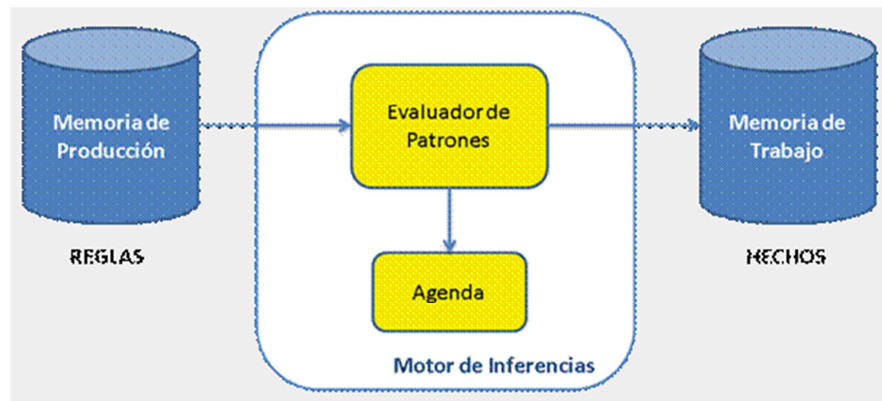 Memoria de
Producción
REGLAS
Evaluador de
Patrones
Agenda
Motor de Inferencias
Memoria de
Trabajo
HECHOS